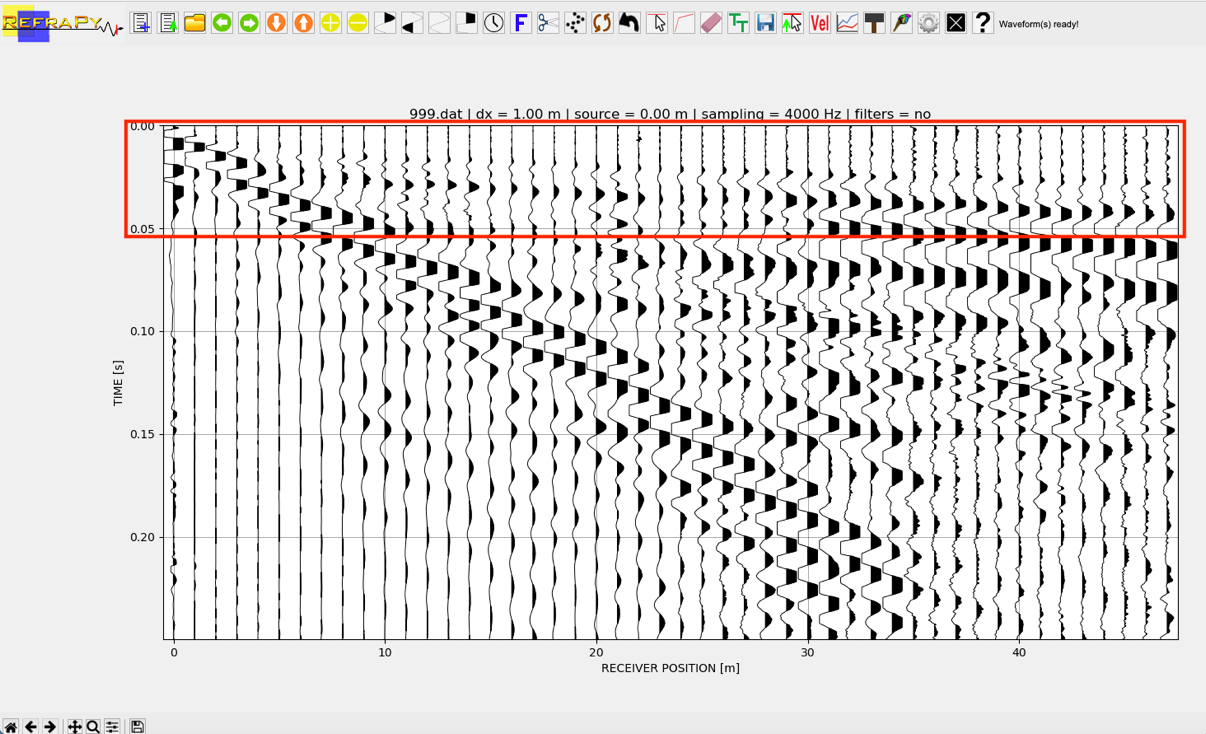 REFRAPY
F
T T
Vel
?
Waveform(s) ready!
999.dat | dx = 1.00 m | source = 0.00 m | sampling = 4000 Hz | filters = no
0.00
0.05
0.10
0.15
0.20
TIME [s]
0 10 20 30 40
RECEIVER POSITION [m]